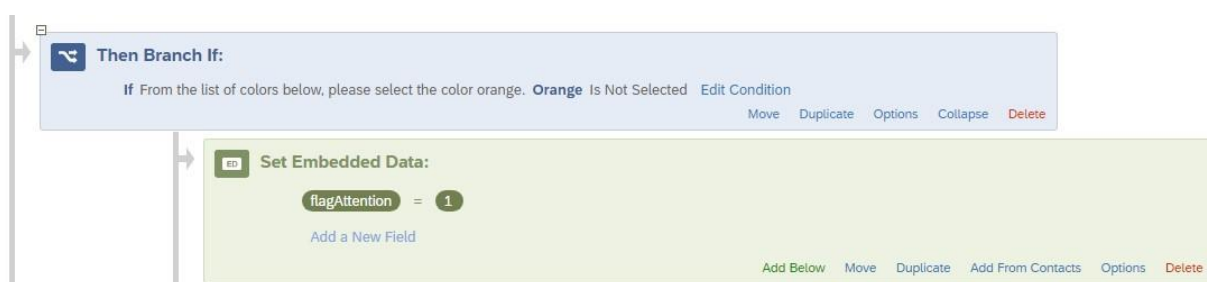 Then Branch If:
If From the list of colors below, please select the color orange. Orange Is Not Selected Edit Condition
Move Duplicate Options Collapse Delete
ED Set Embedded Data:
flagAttention = 1
Add a New Field
Add Below Move Duplicate Add From Contacts Options Delete